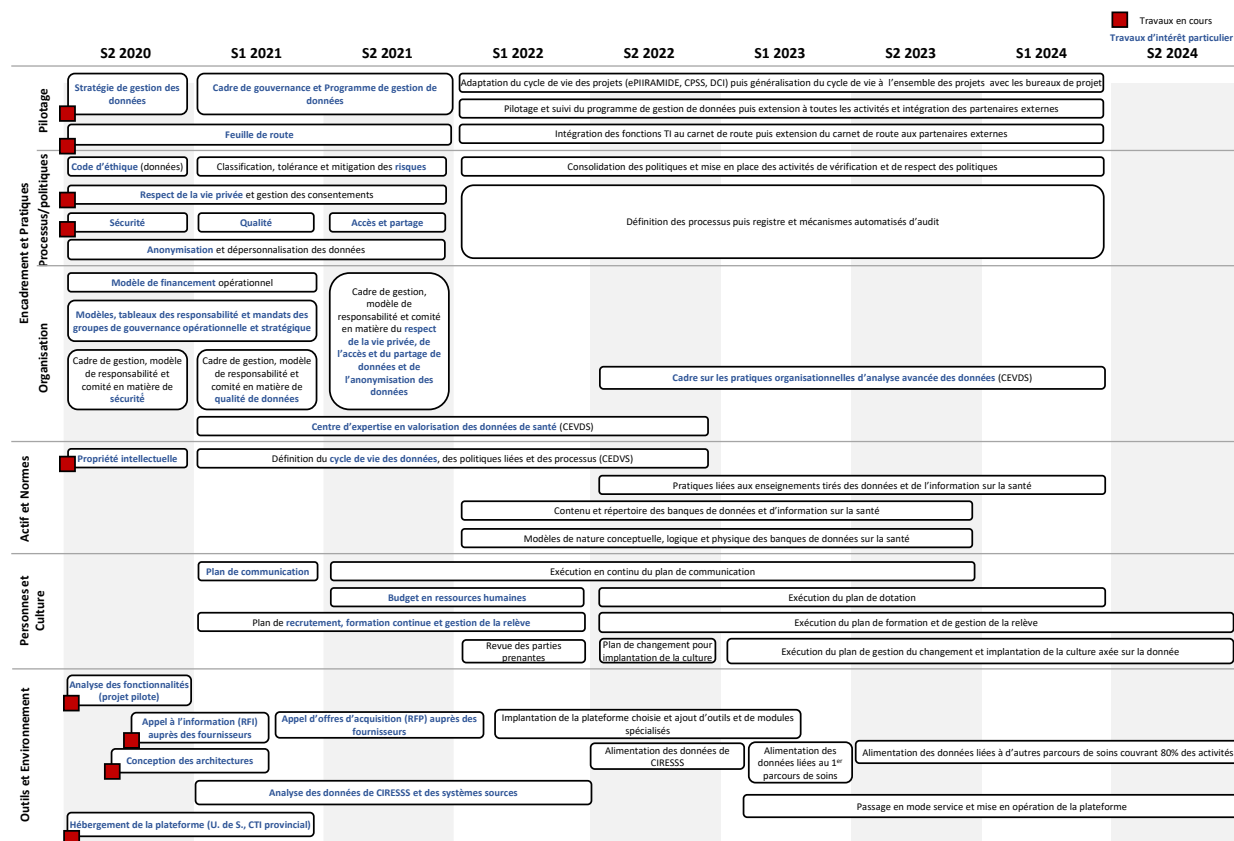 Travaux en cours
Travaux d'intérêt particulier
S2 2020
S1 2021
S2 2021
S1 2022
S2 2022
S1 2023
S2 2023
S1 2024
S2 2024
Encadrement et Pratiques
Pilotage
Stratégie de gestion des
données
Cadre de gouvernance et Programme de gestion de
données
Adaptation du cycle de vie des projets (ePIIRAMIDE, CPSS, DCI) puis généralisation du cycle de vie à l'ensemble des projets avec les bureaux de projet
Pilotage et suivi du programme de gestion de données puis extension à toutes les activités et intégration des partenaires externes
Feuille de route
Intégration des fonctions TI au carnet de route puis extension du carnet de route aux partenaires externes
Processus/politiques
Code d'éthique (données)
Classification, tolérance et mitigation des risques
Consolidation des politiques et mise en place des activités de vérification et de respect des politiques
Respect de la vie privée et gestion des consentements
Sécurité
Qualité
Accès et partage
Définition des processus puis registre et mécanismes automatisés d'audit
Anonymisation et dépersonnalisation des données
Organisation
Modèle de financement opérationnel
Modèles, tableaux des responsabilité et mandats des
groupes de gouvernance opérationnelle et stratégique
Cadre de gestion, modèle
de responsabilité et
comité en matière de
sécurité
Cadre de gestion, modèle
de responsabilité et
comité en matière de
qualité de données
Cadre de gestion,
modèle de
responsabilité et comité
en matière du respect
de la vie privée, de
l'accès et du partage de
données et de
l'anonymisation des
données
Cadre sur les pratiques organisationnelles d'analyse avancée des données (CEVDS)
Centre d'expertise en valorisation des données de santé (CEVDS)
Actif et Normes
Propriété intellectuelle
Définition du cycle de vie des données, des politiques liées et des processus (CEDVS)
Pratiques liées aux enseignements tirés des données et de l'information sur la santé
Contenu et répertoire des banques de données et d'information sur la santé
Modèles de nature conceptuelle, logique et physique des banques de données sur la santé
Personnes et
Culture
Plan de communication
Exécution en continu du plan de communication
Budget en ressources humaines
Exécution du plan de dotation
Plan de recrutement, formation continue et gestion de la relève
Exécution du plan de formation et de gestion de la relève
Revue des parties
prenantes
Plan de changement pour
implantation de la culture
Exécution du plan de gestion du changement et implantation de la culture axée sur la donnée
Outils et Environnement
Analyse des fonctionnalités
(projet pilote)
Appel à l'information (RFI)
auprès des fournisseurs
Appel d'offres d'acquisition (RFP) auprès des
fournisseurs
Implantation de la plateforme choisie et ajout d'outils et de modules
spécialisés
Conception des architectures
Alimentation des données de
CIRESSS
Alimentation des
données liées au 1er
parcours de soins
Alimentation des données liées à d'autres parcours de soins couvrant 80% des activités
Analyse des données de CIRESSS et des systèmes sources
Passage en mode service et mise en opération de la plateforme
Hébergement de la plateforme (U. de S., CTI provincial)